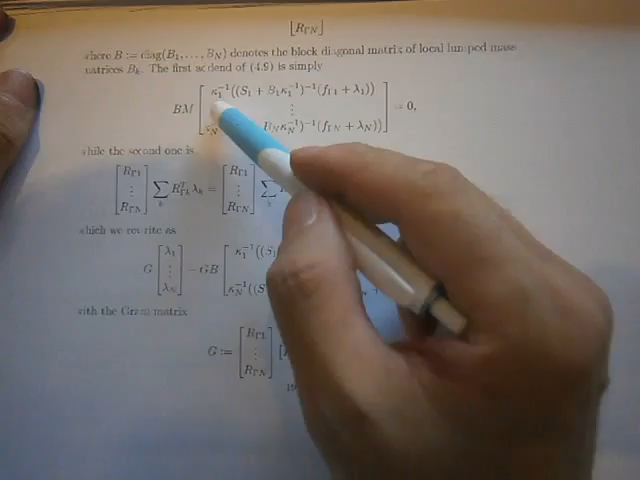 [R_{ΓN}]
where B := diag(B_1, . . . , B_N) denotes the block diagonal matrix of local lumped mass
matrices B_k. The first addend of (4.9) is simply
BM [ κ_1^{-1}((S_1 + B_1κ_1^{-1})^{-1}(f_{Γ1} + λ_1))
⋮
B_Nκ_N^{-1})^{-1}(f_{ΓN} + λ_N)) ] = 0,
while the second one is
[ R_{Γ1} ⋮ R_{ΓN} ] ∑_k R_{Γk}^T λ_k = [ R_{Γ1} ⋮ R_{ΓN} ] ∑_k
which we rewrite as
G [ λ_1 ⋮ λ_N ] − GB [ κ_1^{-1}((S_1
κ_N^{-1}((S
with the Gram matrix
G := [ R_{Γ1} ⋮ R_{ΓN} ] [